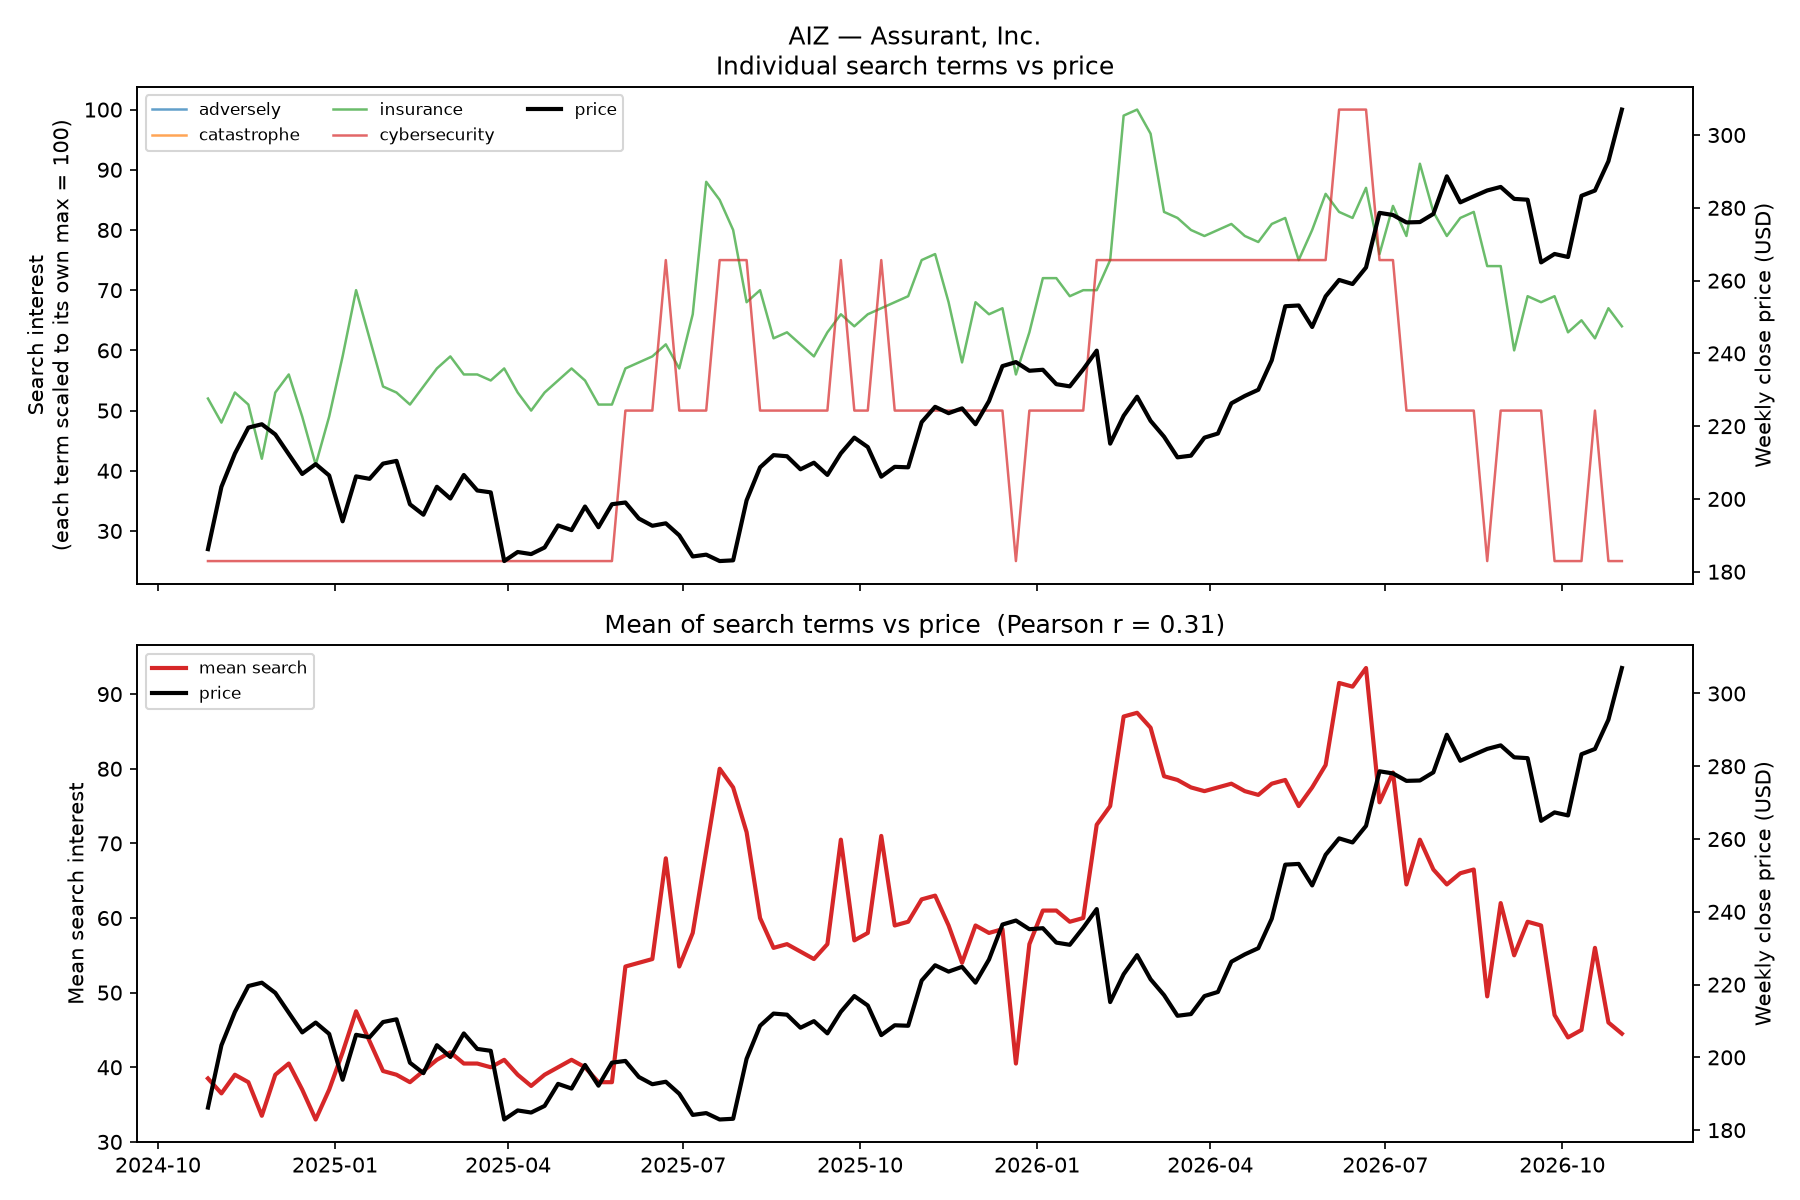 AIZ — Assurant, Inc.
Individual search terms vs price
adversely
catastrophe
insurance
cybersecurity
price
Search interest
(each term scaled to its own max = 100)
100
90
80
70
60
50
40
30
Weekly close price (USD)
300
280
260
240
220
200
180
Mean of search terms vs price (Pearson r = 0.31)
mean search
price
Mean search interest
90
80
70
60
50
40
30
Weekly close price (USD)
300
280
260
240
220
200
180
2024-10
2025-01
2025-04
2025-07
2025-10
2026-01
2026-04
2026-07
2026-10